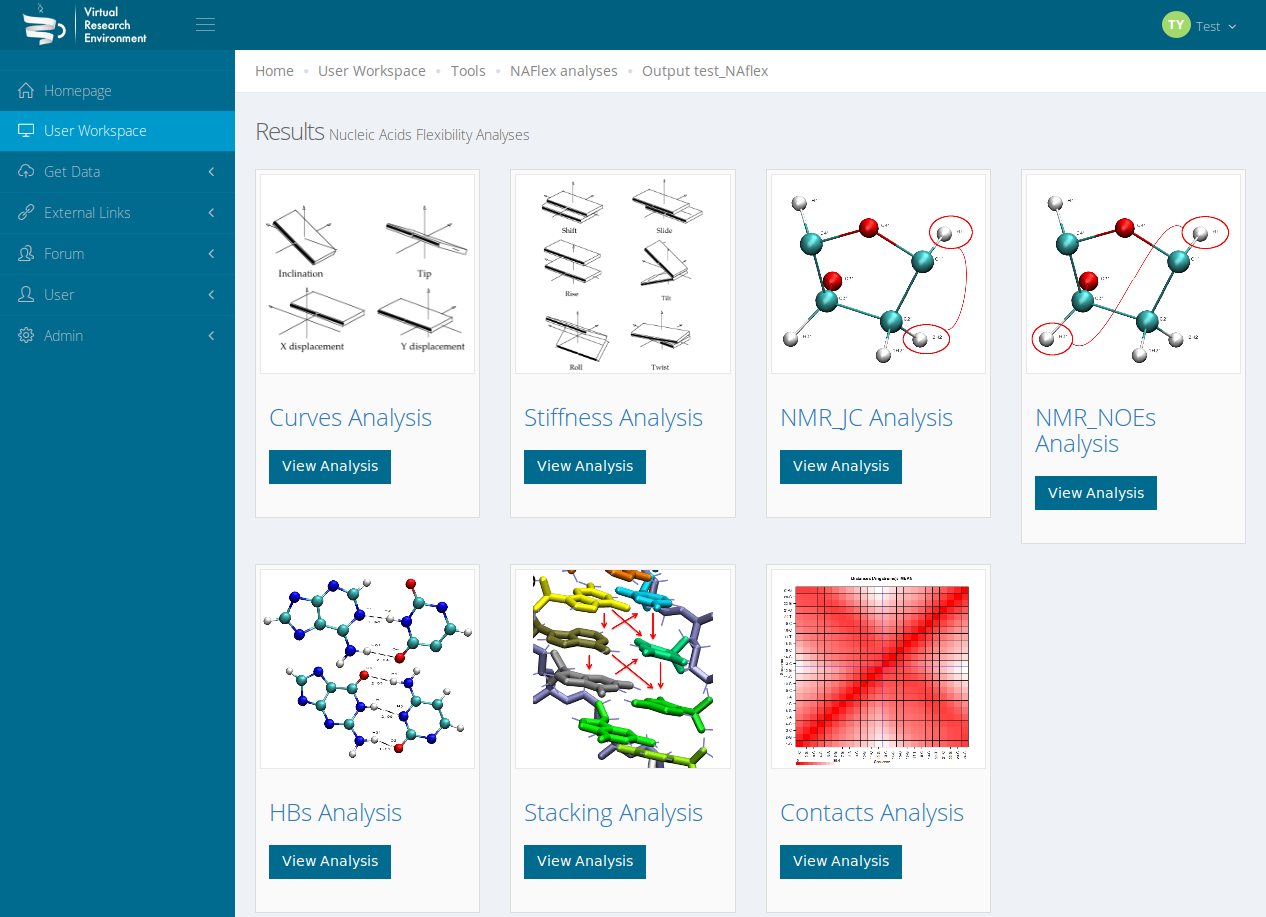 Virtual
Research
Environment
TY Test
Home User Workspace Tools NAFlex analyses Output test_NAflex
Homepage
User Workspace
Get Data
External Links
Forum
User
Admin
Results Nucleic Acids Flexibility Analyses
Inclination Tip
X displacement Y displacement
Curves Analysis
View Analysis
Shift Slide
Rise Tilt
Roll Twist
Stiffness Analysis
View Analysis
NMR_JC Analysis
View Analysis
NMR_NOEs
Analysis
View Analysis
HBs Analysis
View Analysis
Stacking Analysis
View Analysis
Contacts Analysis
View Analysis